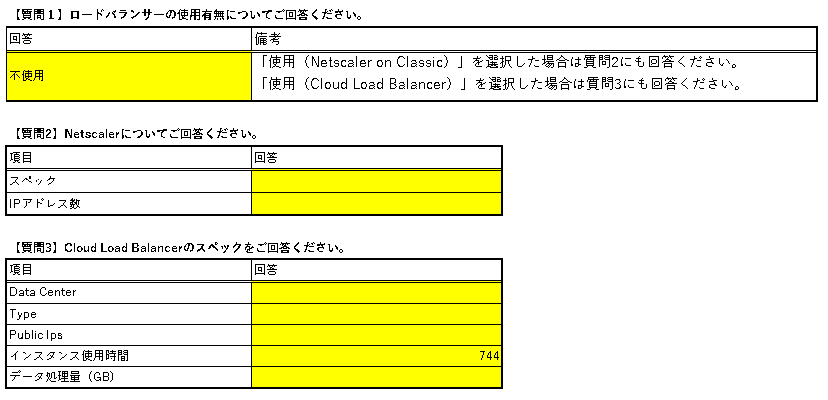 【質問１】ロードバランサーの使用有無についてご回答ください。
回答 備考
不使用
「使用（Netscaler on Classic）」を選択した場合は質問2にも回答ください。
「使用（Cloud Load Balancer）」を選択した場合は質問3にも回答ください。
【質問2】Netscalerについてご回答ください。
項目 回答
スペック
IPアドレス数
【質問3】Cloud Load Balancerのスペックをご回答ください。
項目 回答
Data Center
Type
Public Ips
インスタンス使用時間 744
データ処理量（GB）